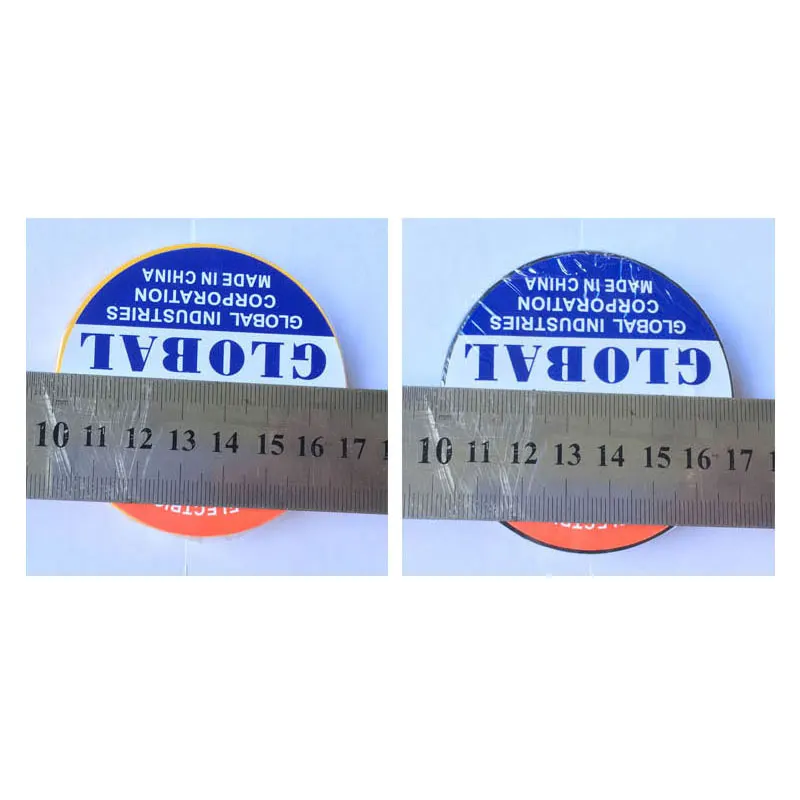 MADE IN CHINA
CORPORATION
GLOBAL INDUSTRIES
GLOBAL
10 11 12 13 14 15 16 17
ELECTRIC
MADE IN CHINA
CORPORATION
GLOBAL INDUSTRIES
GLOBAL
10 11 12 13 14 15 16 17